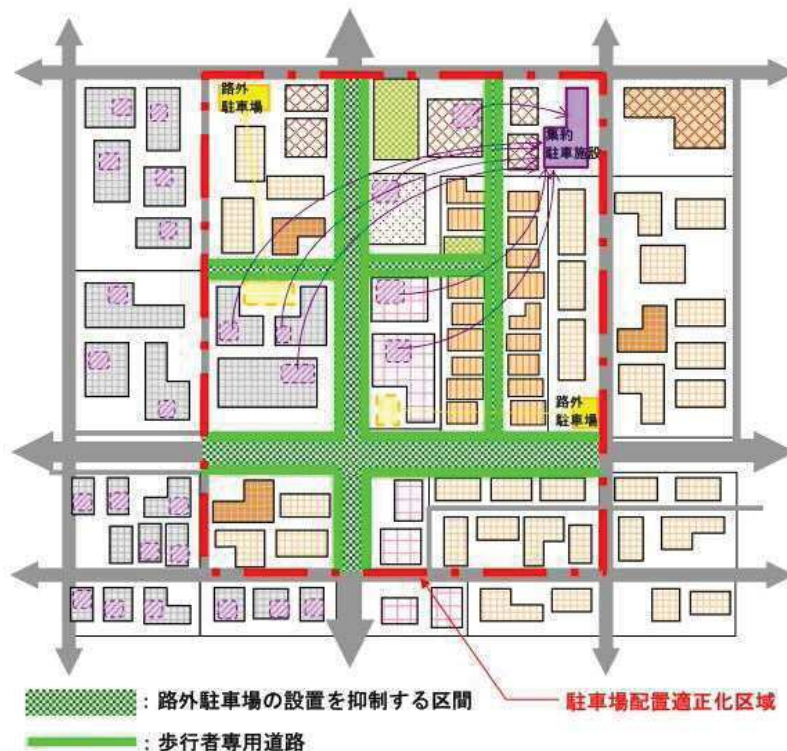 路外
駐車場
集約
駐車施設
路外
駐車場
：路外駐車場の設置を抑制する区間
駐車場配置適正化区域
：歩行者専用道路